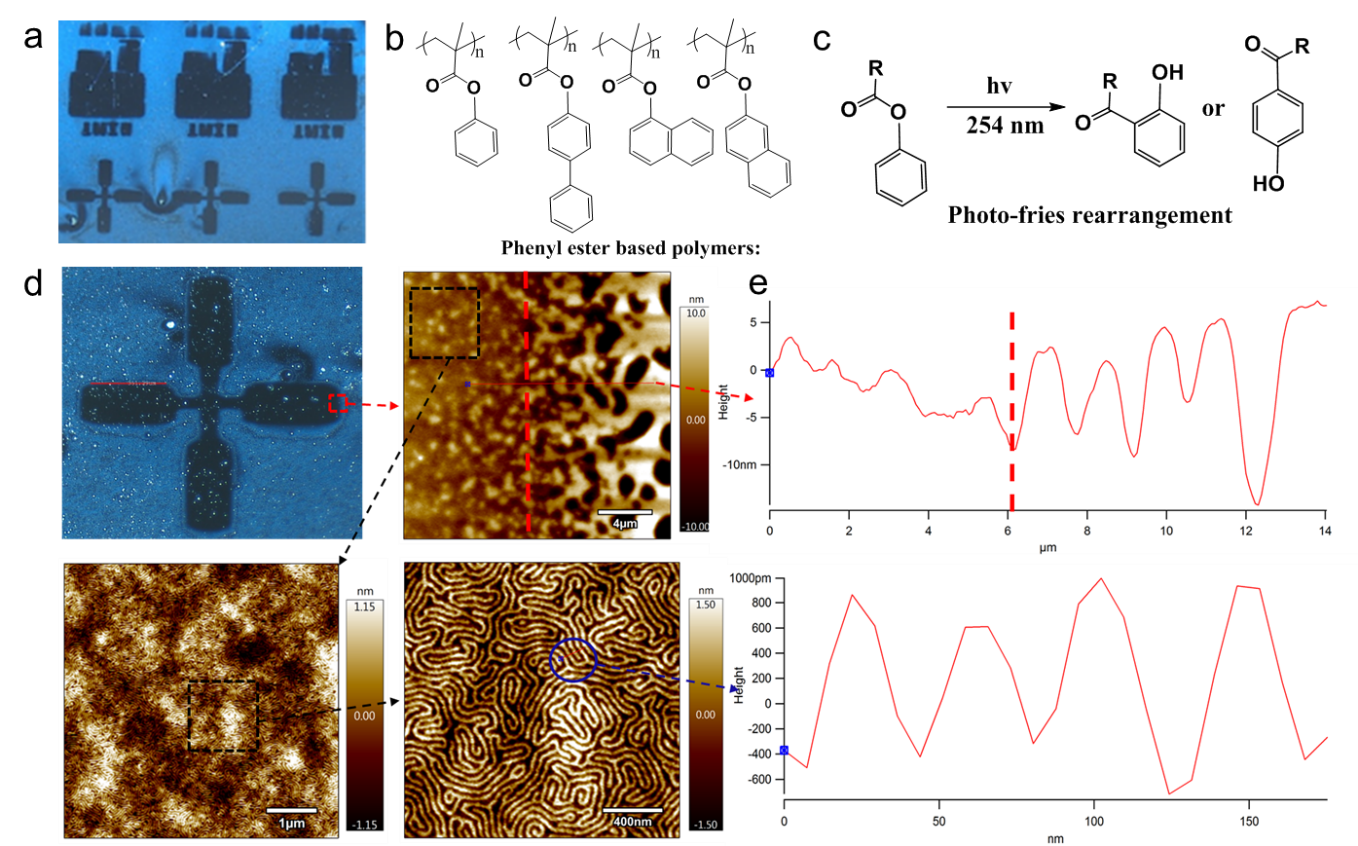 a
b
c
n
n
n
n
O
O
O
O
O
O
O
O
R
O
O
hv
254 nm
R
OH
O
or
O
R
HO
Photo-fries rearrangement
Phenyl ester based polymers:
d
nm
10.0
0.00
-10.00
4μm
e
Height
5
0
-5
-10nm
0
2
4
6
8
10
12
14
μm
nm
1.15
0.00
-1.15
1μm
nm
1.50
0.00
-1.50
400nm
Height
1000pm
800
600
400
200
0
-200
-400
-600
0
50
100
150
nm